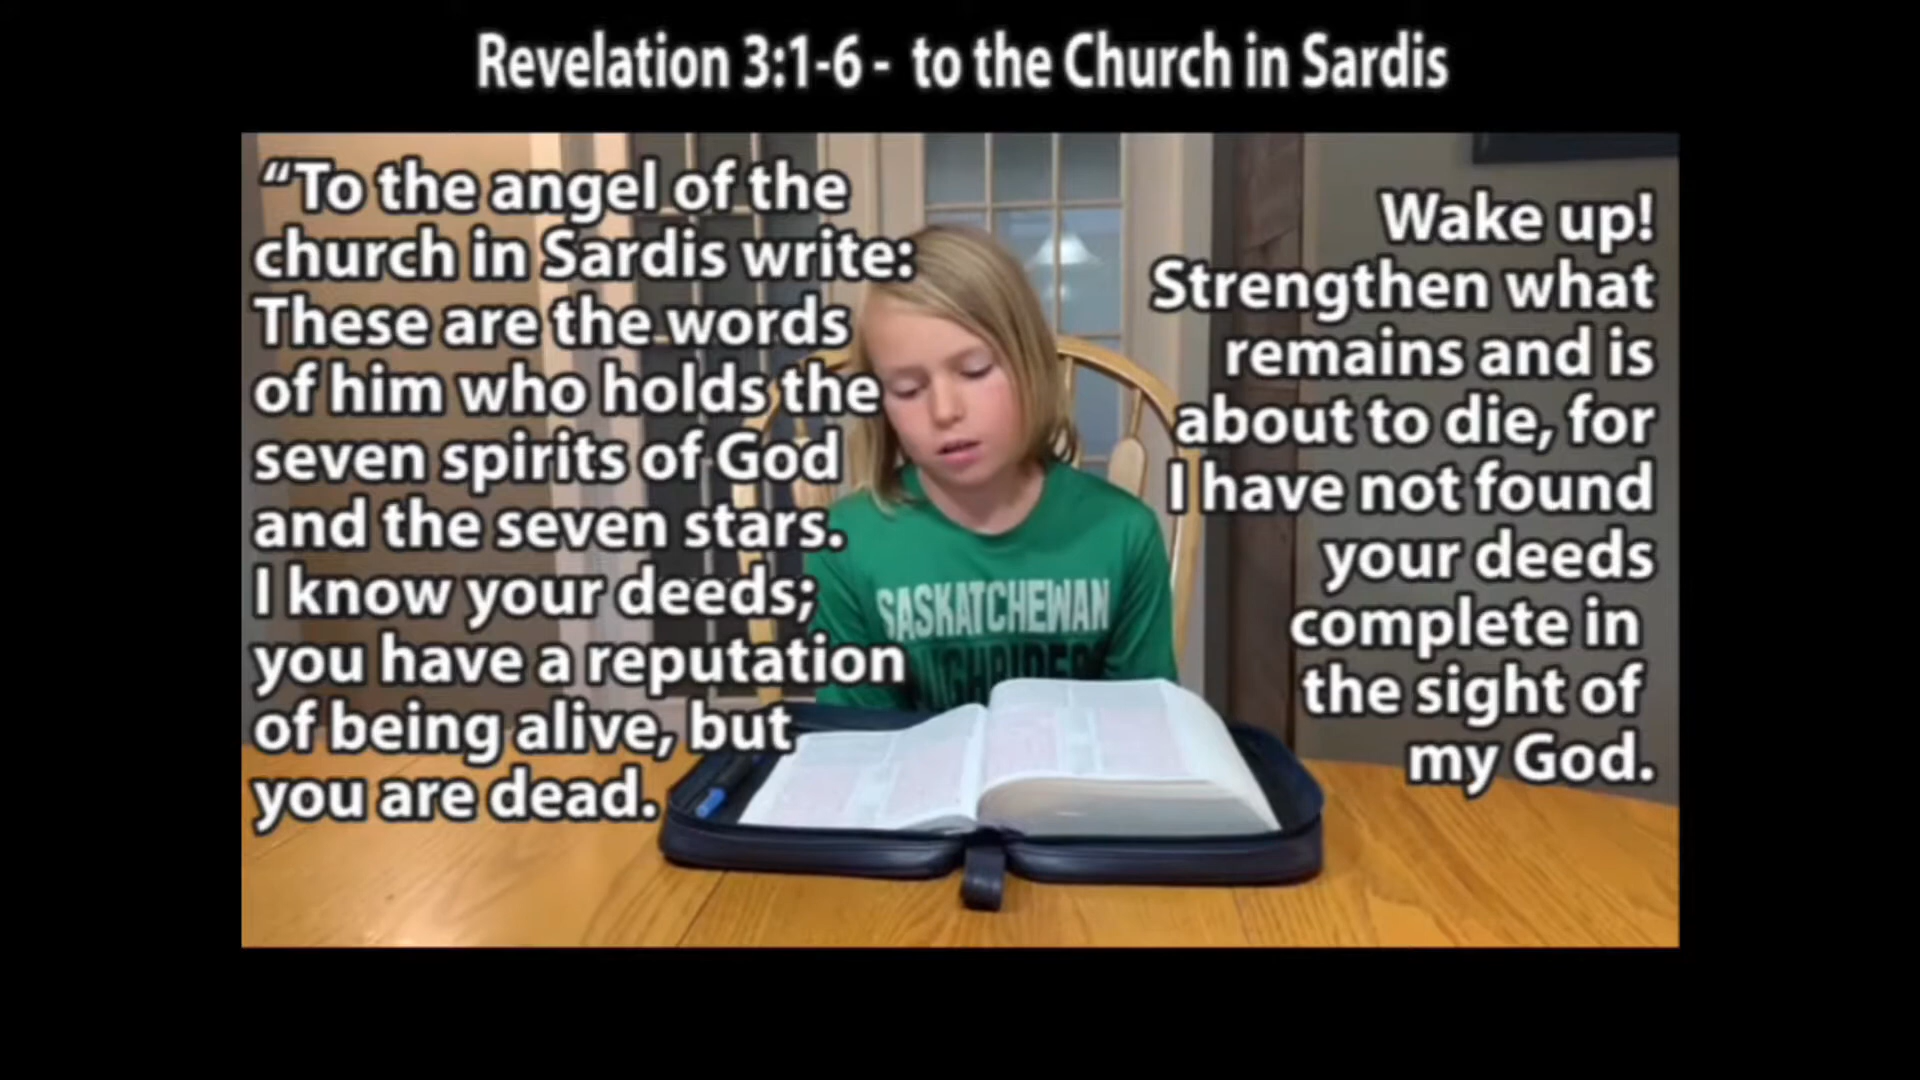 Revelation 3:1-6 - to the Church in Sardis
“To the angel of the
church in Sardis write:
These are the words
of him who holds the
seven spirits of God
and the seven stars.
I know your deeds;
you have a reputation
of being alive, but
you are dead.
Wake up!
Strengthen what
remains and is
about to die, for
I have not found
your deeds
complete in
the sight of
my God.
SASKATCHEWAN